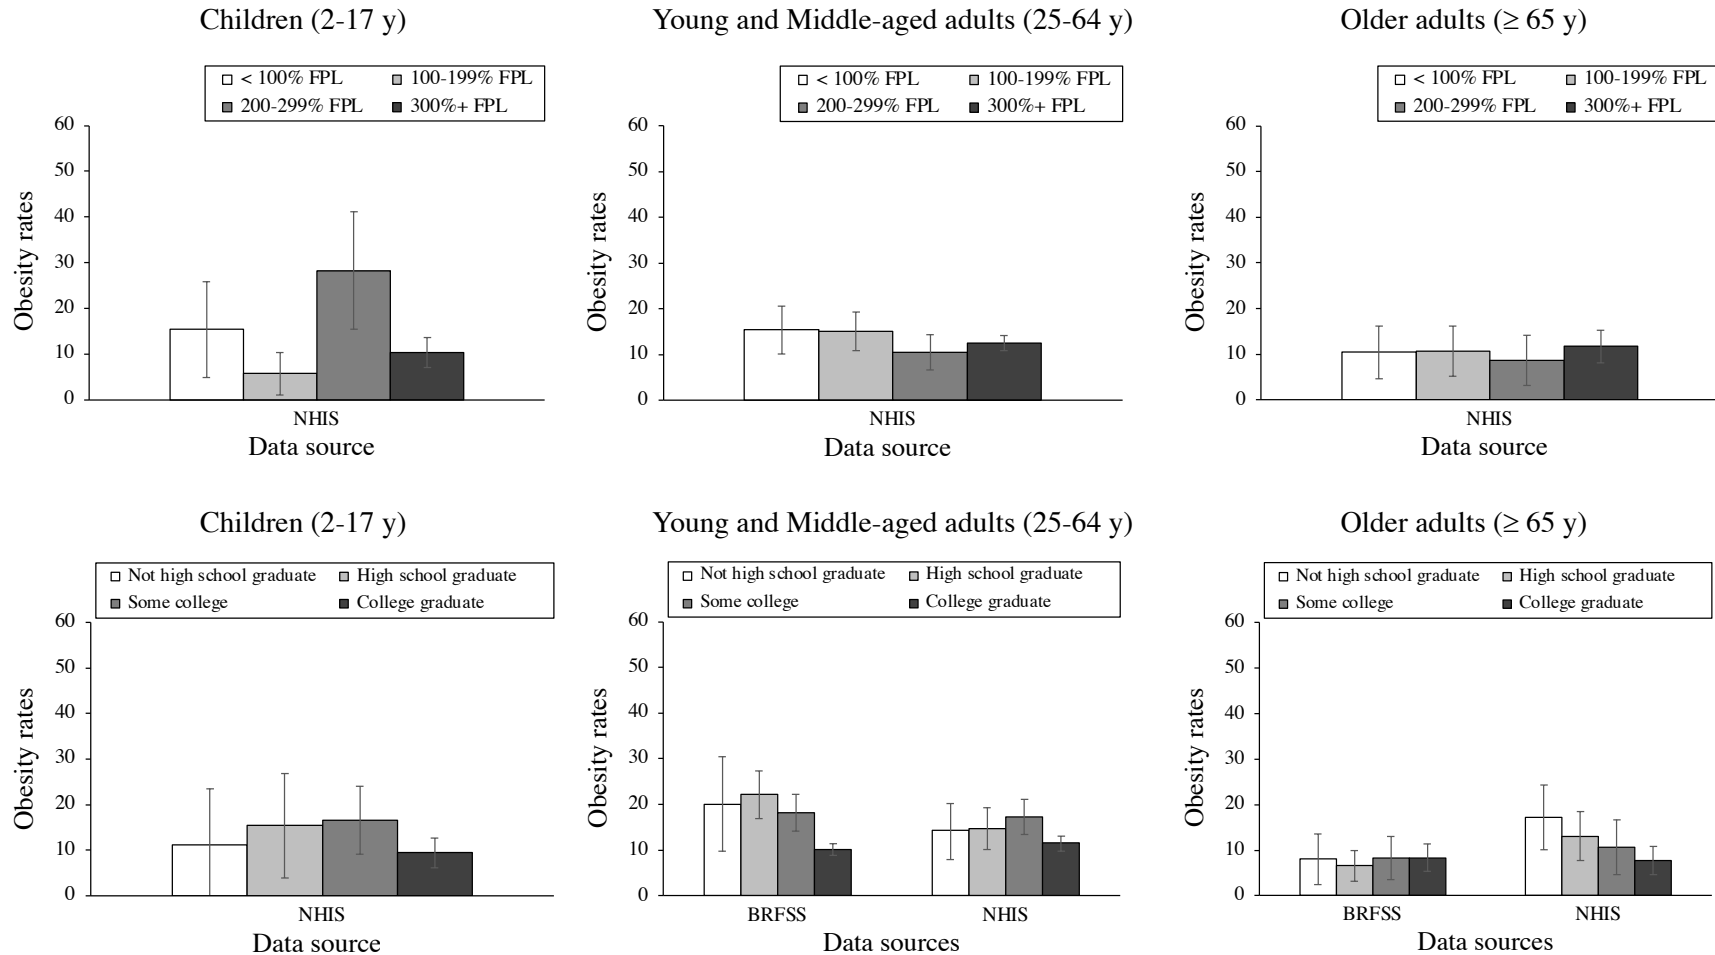 Children (2-17 y)
< 100% FPL 100-199% FPL
200-299% FPL 300%+ FPL
60
50
40
30
20
10
0
Obesity rates
NHIS
Data source
Young and Middle-aged adults (25-64 y)
< 100% FPL 100-199% FPL
200-299% FPL 300%+ FPL
60
50
40
30
20
10
0
Obesity rates
NHIS
Data source
Older adults (≥ 65 y)
< 100% FPL 100-199% FPL
200-299% FPL 300%+ FPL
60
50
40
30
20
10
0
Obesity rates
NHIS
Data source
Children (2-17 y)
Not high school graduate High school graduate
Some college College graduate
60
50
40
30
20
10
0
Obesity rates
NHIS
Data source
Young and Middle-aged adults (25-64 y)
Not high school graduate High school graduate
Some college College graduate
60
50
40
30
20
10
0
Obesity rates
BRFSS NHIS
Data sources
Older adults (≥ 65 y)
Not high school graduate High school graduate
Some college College graduate
60
50
40
30
20
10
0
Obesity rates
BRFSS NHIS
Data sources